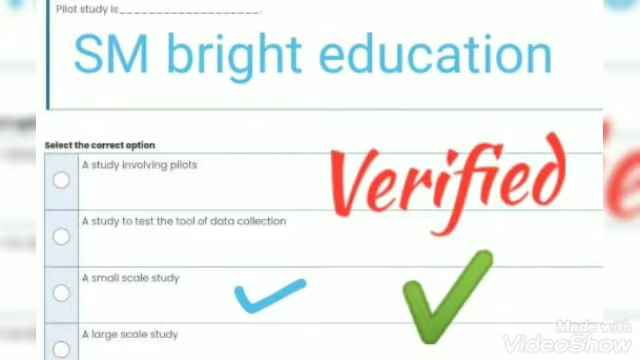 Pilot study is____________________.
SM bright education
Select the correct option
A study involving pilots
Verified
A study to test the tool of data collection
A small scale study
A large scale study
Made with
VideoShow